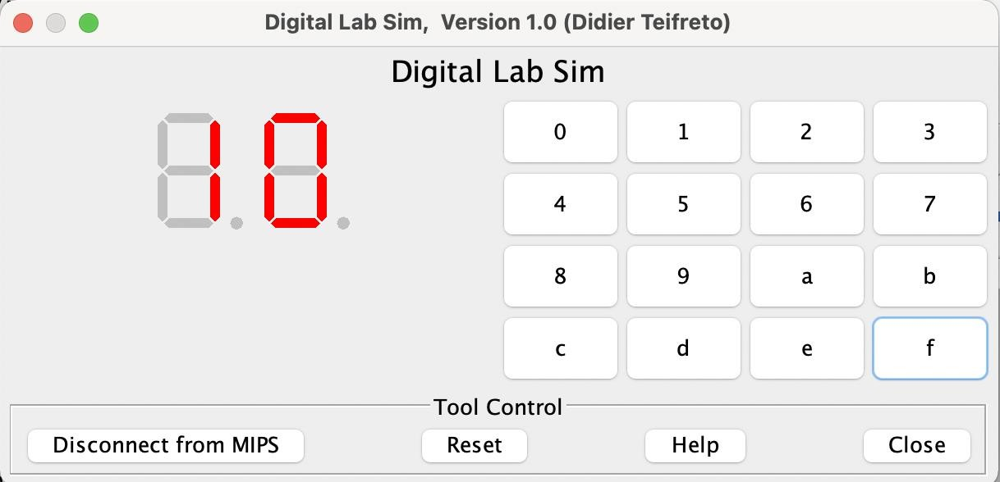 Digital Lab Sim,  Version 1.0 (Didier Teifreto)
Digital Lab Sim
10
0 1 2 3
4 5 6 7
8 9 a b
c d e f
Tool Control
Disconnect from MIPS Reset Help Close